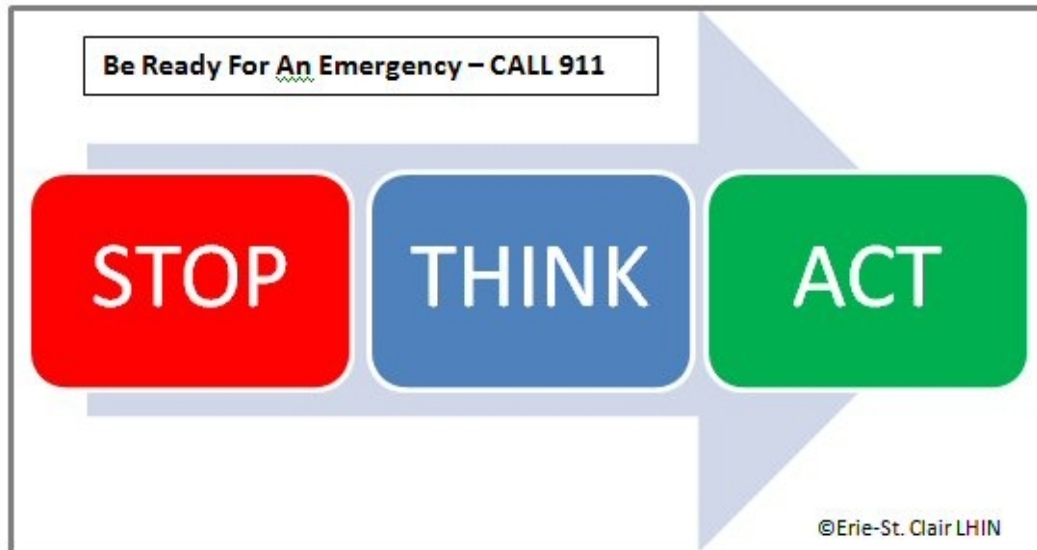 Be Ready For An Emergency – CALL 911
STOP THINK ACT
©Erie-St. Clair LHIN